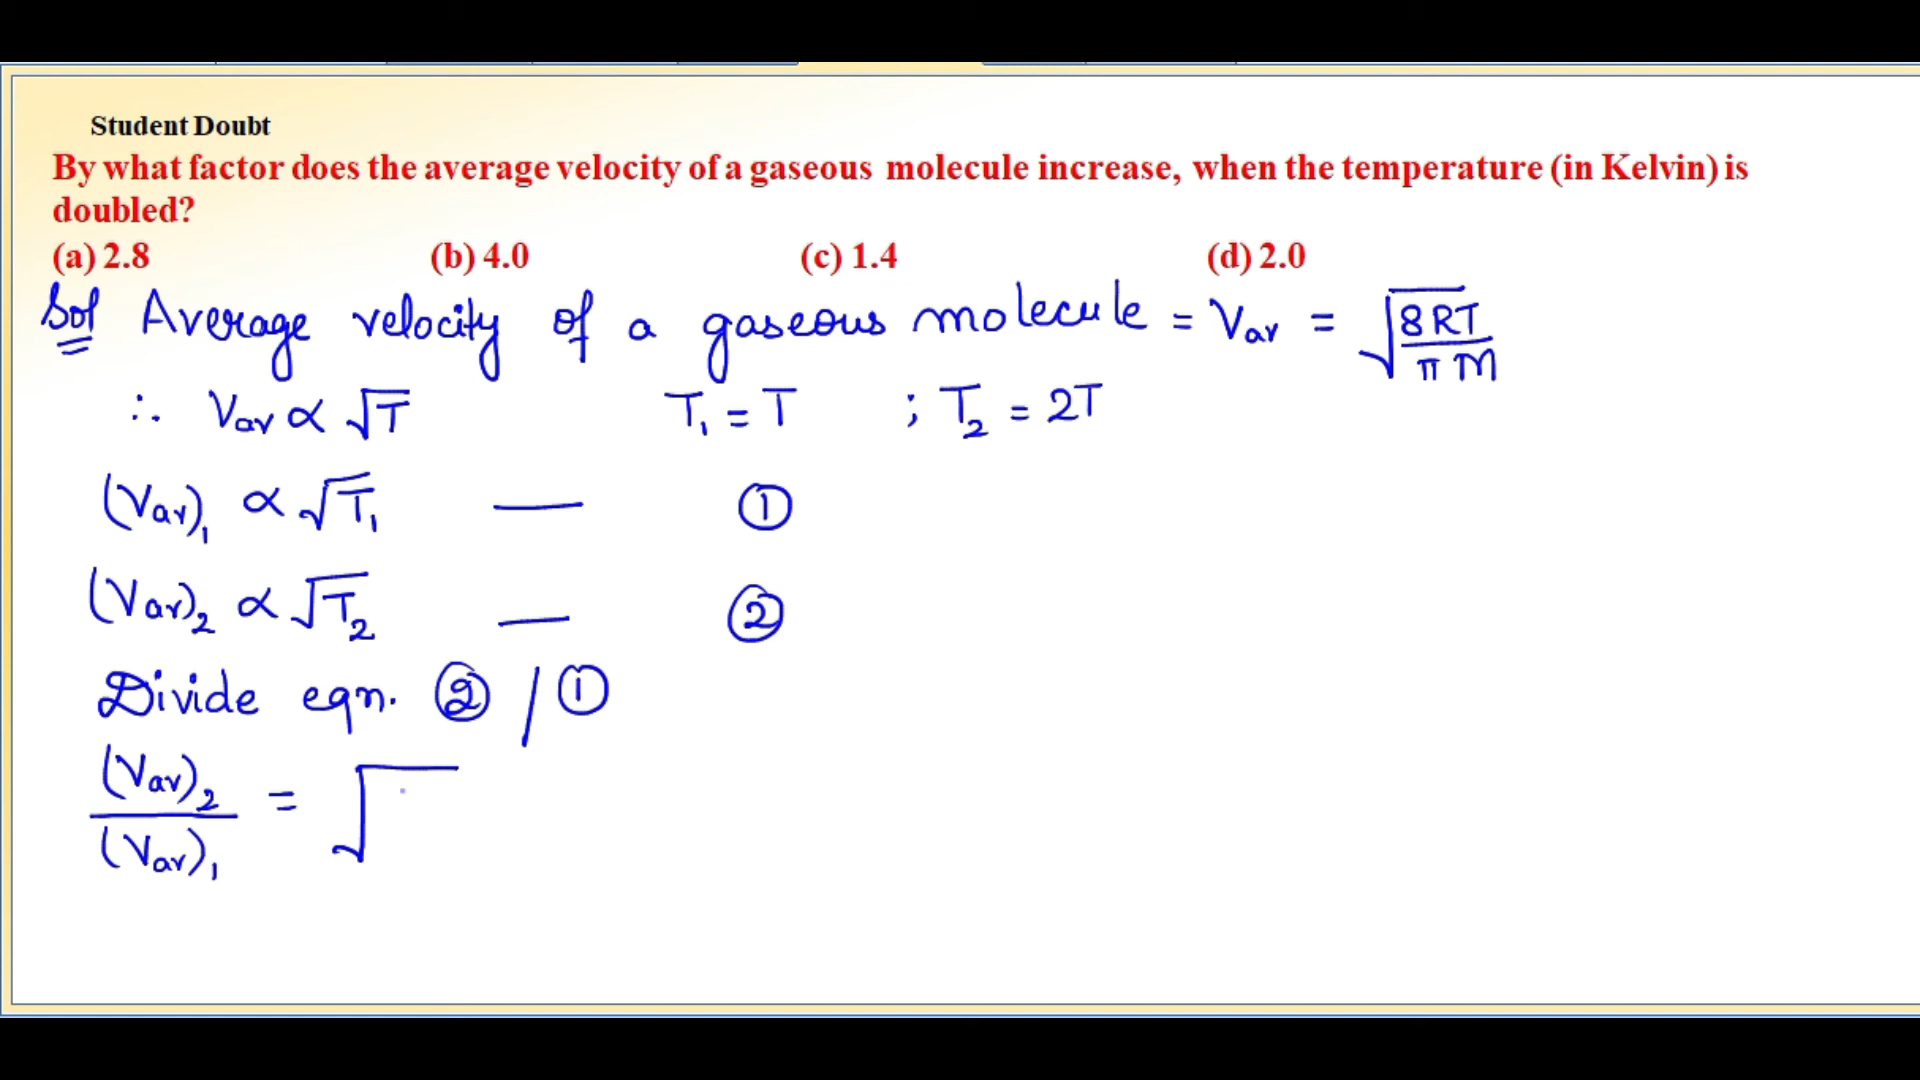 Student Doubt
By what factor does the average velocity of a gaseous molecule increase, when the temperature (in Kelvin) is
doubled?
(a) 2.8 (b) 4.0 (c) 1.4 (d) 2.0
Sol Average velocity of a gaseous molecule = Vav = √(8RT/πM)
∴ Vav ∝ √T T₁ = T ; T₂ = 2T
(Vav)₁ ∝ √T₁ — ①
(Vav)₂ ∝ √T₂ — ②
Divide eqn. ② / ①
(Vav)₂/(Vav)₁ = √